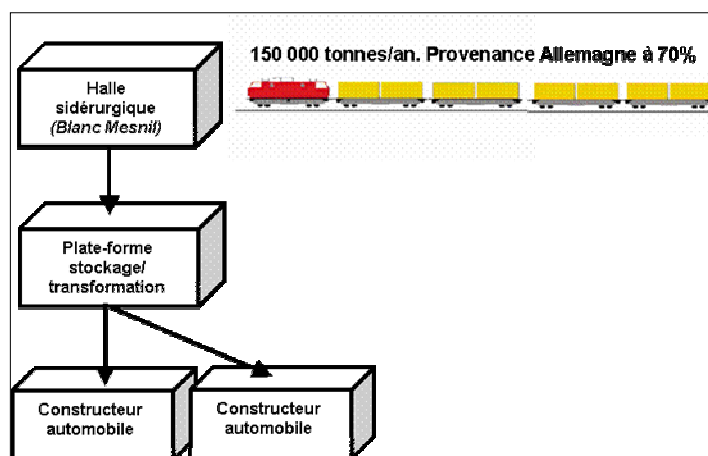 150 000 tonnes/an. Provenance Allemagne à 70%
Halle
sidérurgique
(Blanc Mesnil)
Plate-forme
stockage/
transformation
Constructeur
automobile
Constructeur
automobile